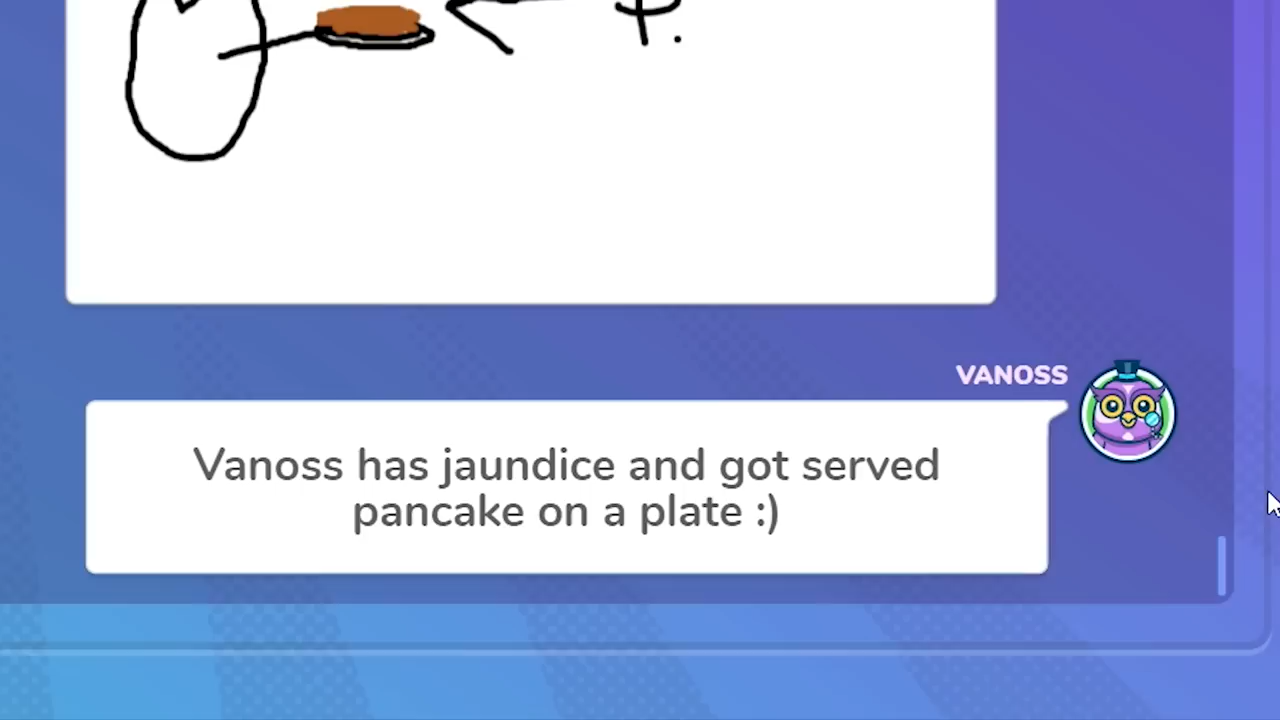 VANOSS
Vanoss has jaundice and got served
pancake on a plate :)